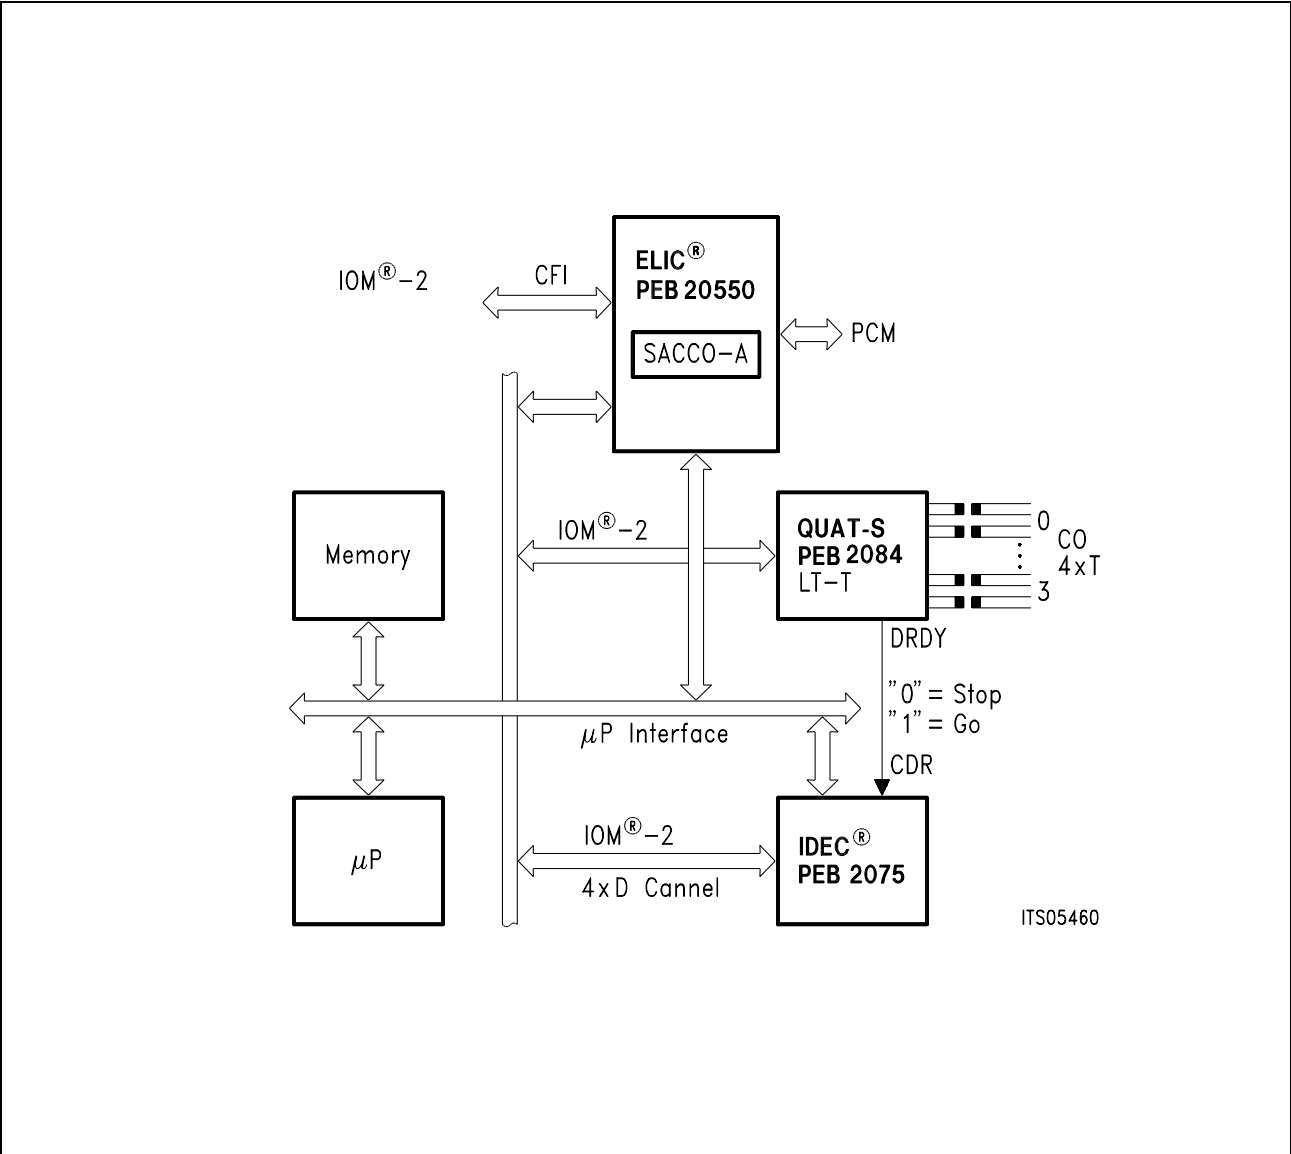 ELIC®
PEB 20550
SACCO-A
IOM®-2
CFI
PCM
Memory
IOM®-2
QUAT-S
PEB 2084
LT-T
0
CO
4xT
3
DRDY
"0" = Stop
"1" = Go
CDR
μP Interface
μP
IOM®-2
4xD Cannel
IDEC®
PEB 2075
ITS05460